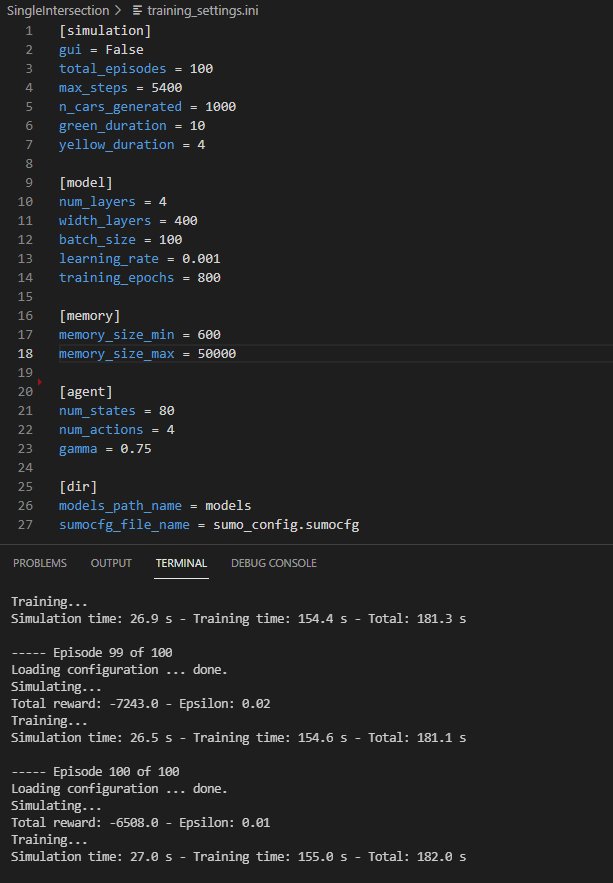 SingleIntersection > training_settings.ini
1 [simulation]
2 gui = False
3 total_episodes = 100
4 max_steps = 5400
5 n_cars_generated = 1000
6 green_duration = 10
7 yellow_duration = 4
8
9 [model]
10 num_layers = 4
11 width_layers = 400
12 batch_size = 100
13 learning_rate = 0.001
14 training_epochs = 800
15
16 [memory]
17 memory_size_min = 600
18 memory_size_max = 50000
19
20 [agent]
21 num_states = 80
22 num_actions = 4
23 gamma = 0.75
24
25 [dir]
26 models_path_name = models
27 sumocfg_file_name = sumo_config.sumocfg
PROBLEMS OUTPUT TERMINAL DEBUG CONSOLE
Training...
Simulation time: 26.9 s - Training time: 154.4 s - Total: 181.3 s
----- Episode 99 of 100
Loading configuration ... done.
Simulating...
Total reward: -7243.0 - Epsilon: 0.02
Training...
Simulation time: 26.5 s - Training time: 154.6 s - Total: 181.1 s
----- Episode 100 of 100
Loading configuration ... done.
Simulating...
Total reward: -6508.0 - Epsilon: 0.01
Training...
Simulation time: 27.0 s - Training time: 155.0 s - Total: 182.0 s